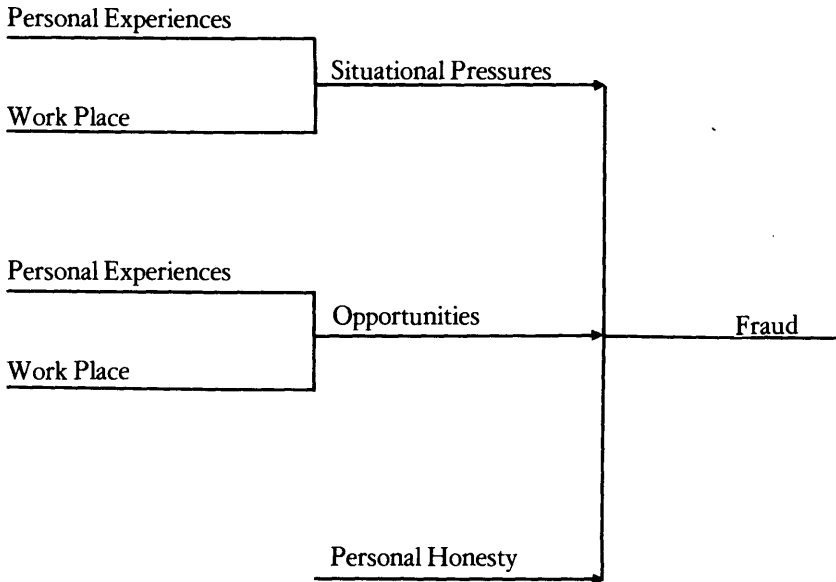 Personal Experiences
Situational Pressures
Work Place
Personal Experiences
Opportunities
Fraud
Work Place
Personal Honesty